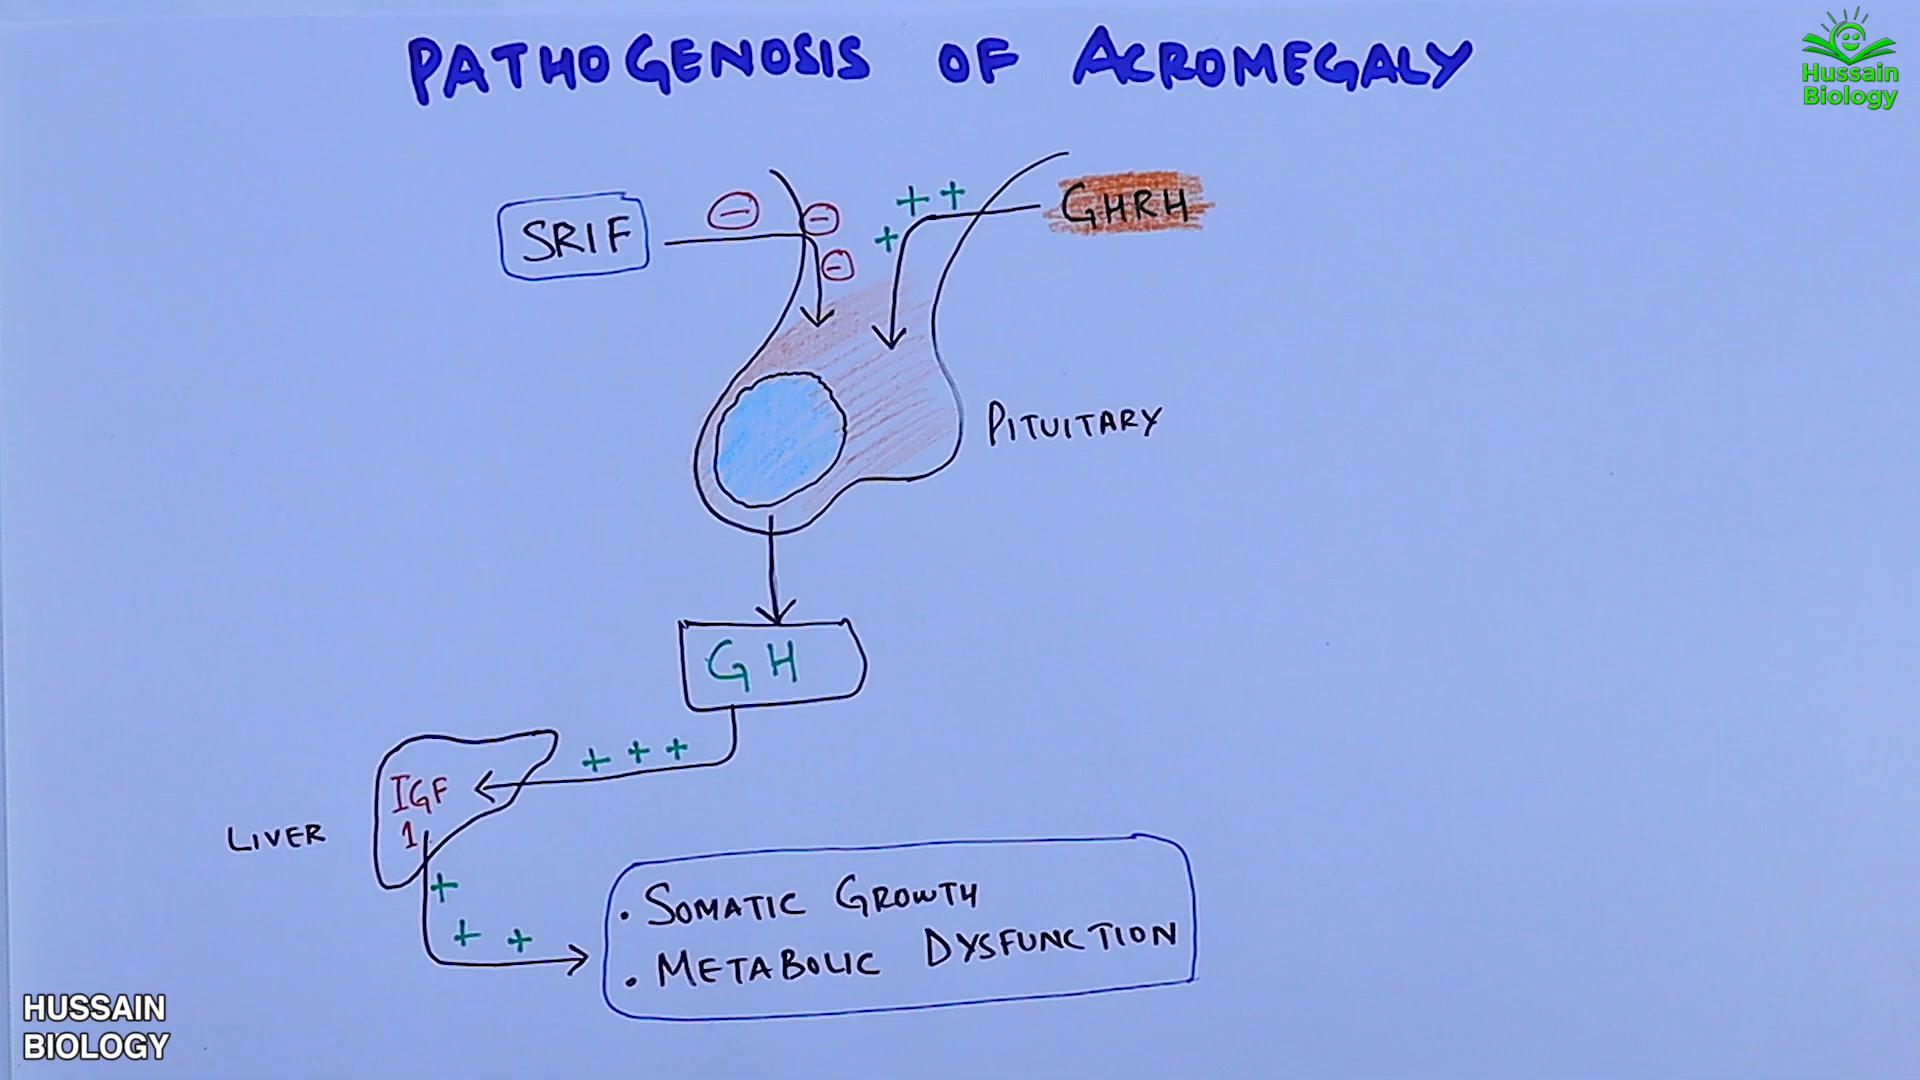 PATHOGENOSIS OF ACROMEGALY
Hussain
Biology
SRIF
GHRH
PITUITARY
GH
IGF
1
LIVER
• SOMATIC GROWTH
• METABOLIC DYSFUNCTION
HUSSAIN
BIOLOGY